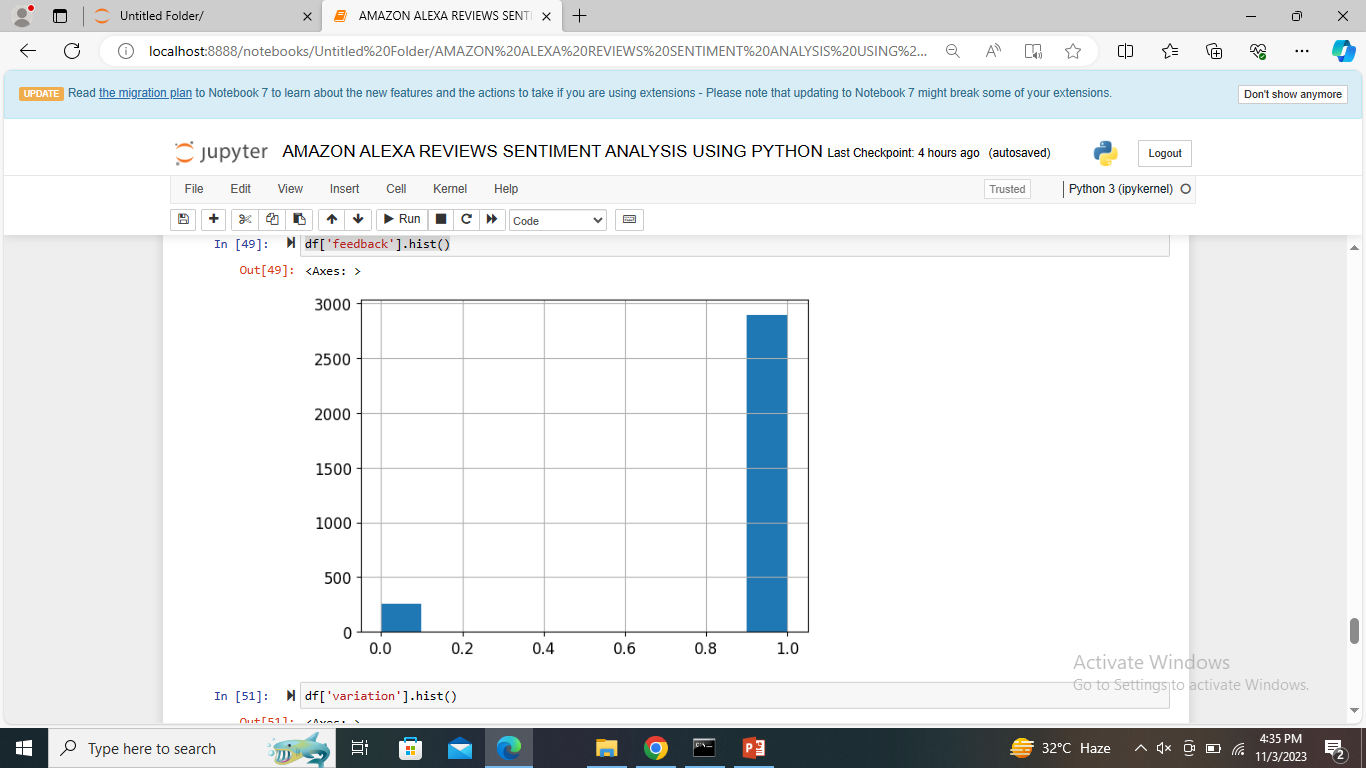 Untitled Folder/
AMAZON ALEXA REVIEWS SENTI
localhost:8888/notebooks/Untitled%20Folder/AMAZON%20ALEXA%20REVIEWS%20SENTIMENT%20ANALYSIS%20USING%2...
UPDATE Read the migration plan to Notebook 7 to learn about the new features and the actions to take if you are using extensions - Please note that updating to Notebook 7 might break some of your extensions.
Don't show anymore
jupyter AMAZON ALEXA REVIEWS SENTIMENT ANALYSIS USING PYTHON Last Checkpoint: 4 hours ago (autosaved)
Logout
File Edit View Insert Cell Kernel Help
Trusted
Python 3 (ipykernel)
Run
Code
In [49]: df['feedback'].hist()
Out[49]: <Axes: >
3000
2500
2000
1500
1000
500
0
0.0 0.2 0.4 0.6 0.8 1.0
Activate Windows
Go to Settings to activate Windows.
In [51]: df['variation'].hist()
Out[51]: <Axes: >
Type here to search
32°C Haze
4:35 PM
11/3/2023
2